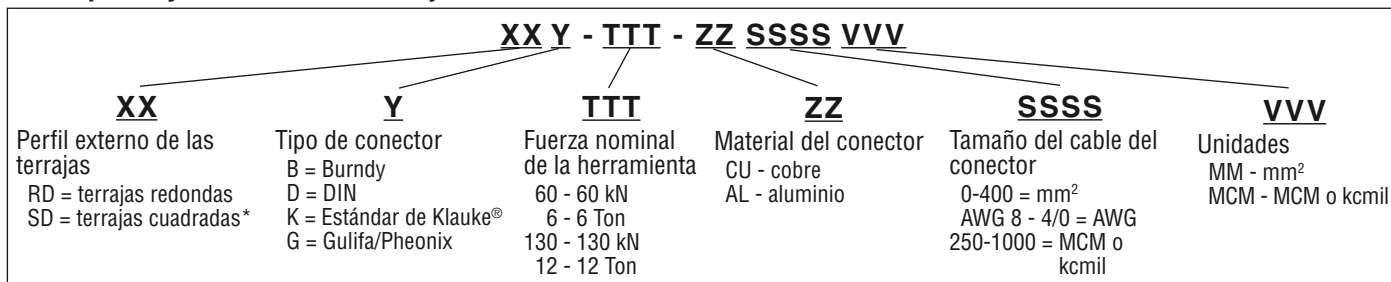 XX Y - TTT - ZZ SSSS VVV
XX
Perfil externo de las
terrajas
RD = terrajas redondas
SD = terrajas cuadradas*
Y
Tipo de conector
B = Burndy
D = DIN
K = Estándar de Klauke®
G = Gulifa/Pheonix
TTT
Fuerza nominal
de la herramienta
60 - 60 kN
6 - 6 Ton
130 - 130 kN
12 - 12 Ton
ZZ
Material del conector
CU - cobre
AL - aluminio
SSSS
Tamaño del cable del
conector
0-400 = mm²
AWG 8 - 4/0 = AWG
250-1000 = MCM o
kcmil
VVV
Unidades
MM - mm²
MCM - MCM o kcmil